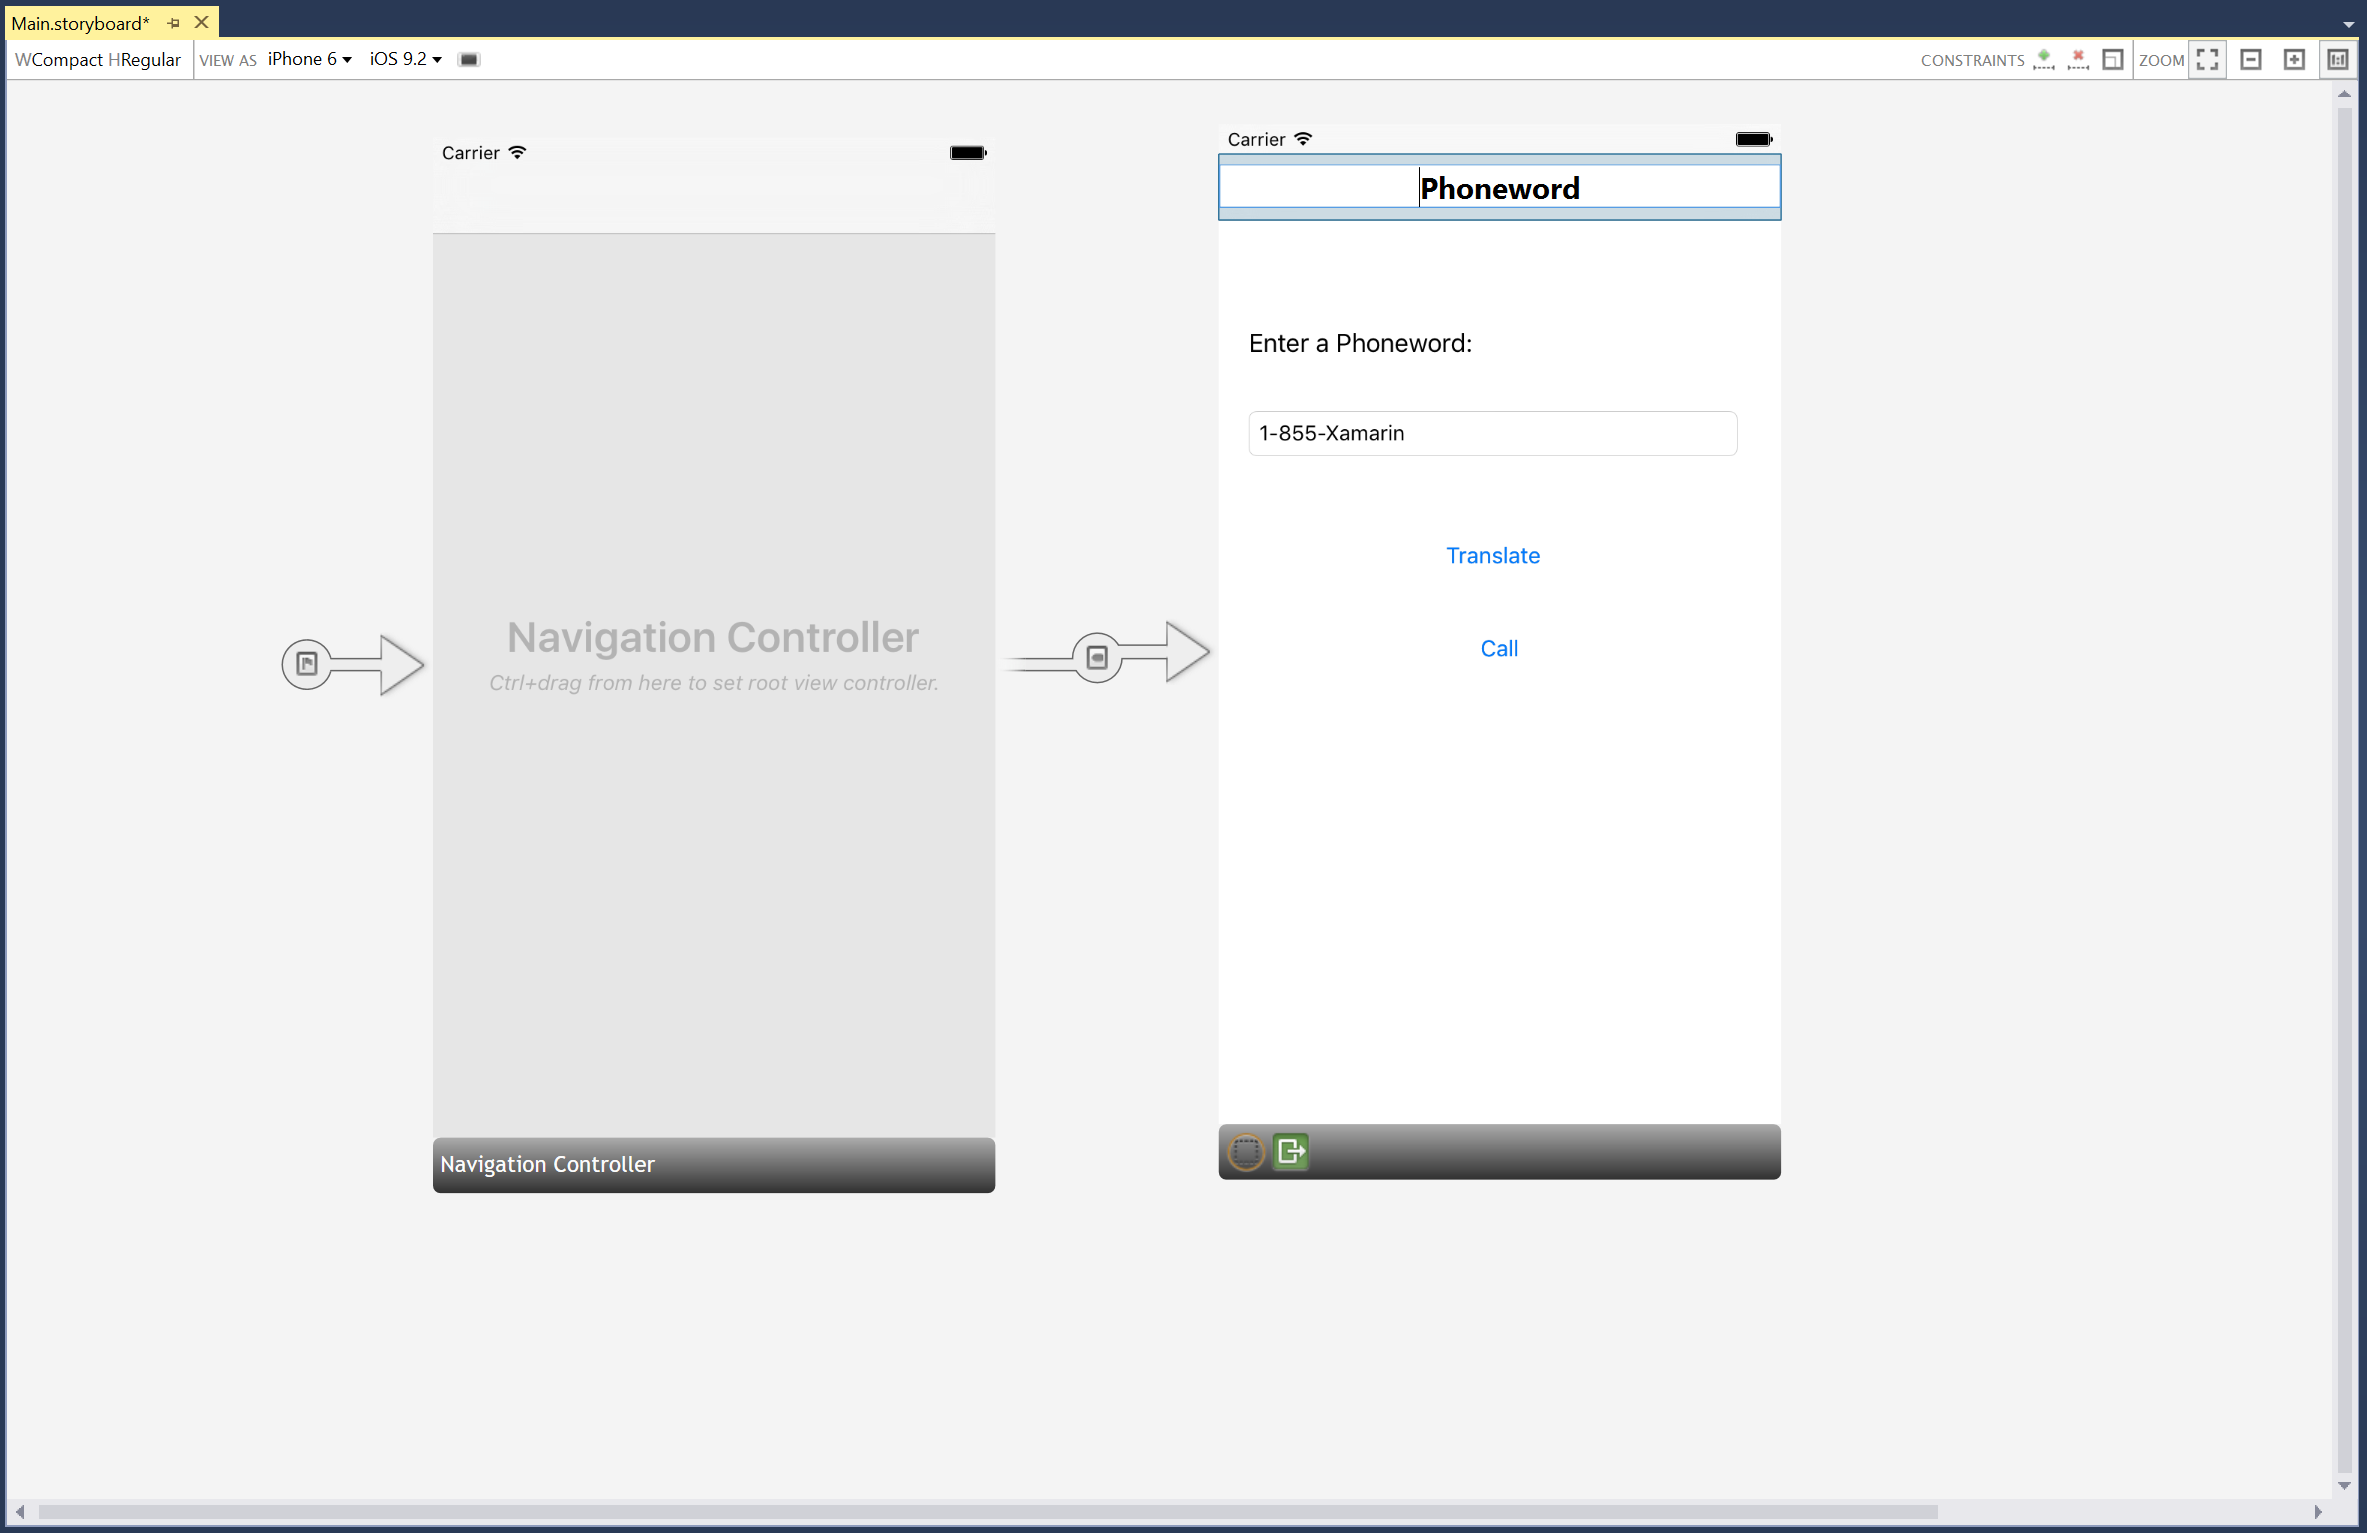 Main.storyboard*
WCompact HRegular VIEW AS iPhone 6 iOS 9.2 CONSTRAINTS ZOOM
Carrier
Navigation Controller
Ctrl+drag from here to set root view controller.
Navigation Controller
Carrier
Phoneword
Enter a Phoneword:
1-855-Xamarin
Translate
Call